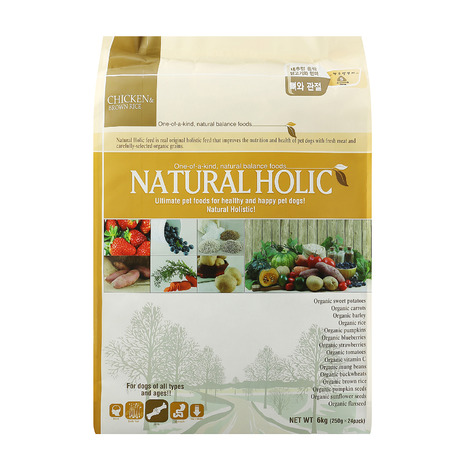 CHICKEN &
BROWN RICE
뼈와 관절
One-of-a-kind, natural balance foods
Natural Holic feed is real original holistic feed that improves the nutrition and health of pet dogs with fresh meat and
carefully-selected organic grains.
One-of-a-kind, natural balance foods
NATURAL HOLIC
Ultimate pet foods for healthy and happy pet dogs!
Natural Holistic!
Organic sweet potatoes
Organic carrots
Organic barley
Organic rice
Organic pumpkins
Organic blueberries
Organic strawberries
Organic tomatoes
Organic vitamin C
Organic mung beans
Organic buckwheats
Organic brown rice
Organic pumpkin seeds
Organic sunflower seeds
Organic flaxseed
For dogs of all types
and ages!!
NET WT 6kg (250g × 24pack)